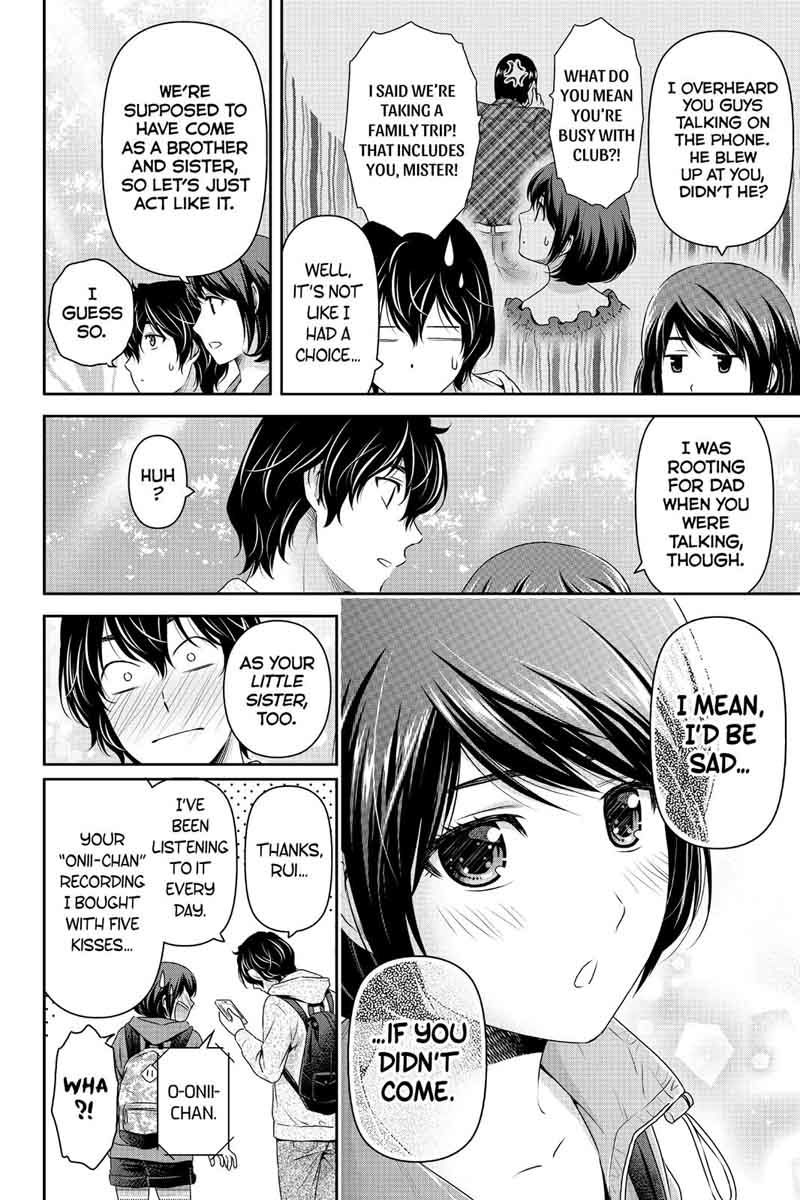 I OVERHEARD
YOU GUYS
TALKING ON
THE PHONE.
HE BLEW
UP AT YOU,
DIDN'T HE?
WHAT DO
YOU MEAN
YOU'RE
BUSY WITH
CLUB?!
I SAID WE'RE
TAKING A
FAMILY TRIP!
THAT INCLUDES
YOU, MISTER!
WELL,
IT'S NOT
LIKE I
HAD A
CHOICE...
WE'RE
SUPPOSED TO
HAVE COME
AS A BROTHER
AND SISTER,
SO LET'S JUST
ACT LIKE IT.
I
GUESS
SO.
I WAS
ROOTING
FOR DAD
WHEN YOU
WERE
TALKING,
THOUGH.
HUH
?
I MEAN,
I'D BE
SAD...
...IF YOU
DIDN'T
COME.
AS YOUR
LITTLE
SISTER,
TOO.
THANKS,
RUI...
I'VE
BEEN
LISTENING
TO IT
EVERY
DAY.
YOUR
"ONII-CHAN"
RECORDING
I BOUGHT
WITH FIVE
KISSES...
O-ONII-
CHAN.
WHA
?!